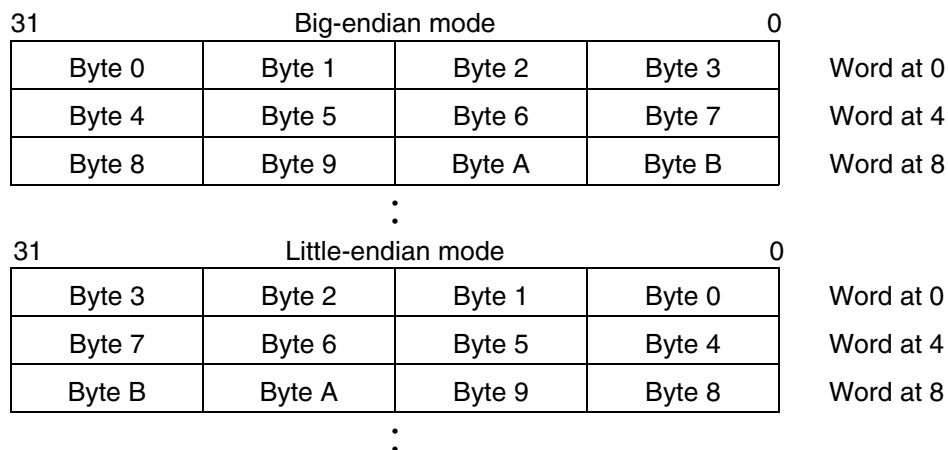 31 Big-endian mode 0
Byte 0 Byte 1 Byte 2 Byte 3 Word at 0
Byte 4 Byte 5 Byte 6 Byte 7 Word at 4
Byte 8 Byte 9 Byte A Byte B Word at 8
:
31 Little-endian mode 0
Byte 3 Byte 2 Byte 1 Byte 0 Word at 0
Byte 7 Byte 6 Byte 5 Byte 4 Word at 4
Byte B Byte A Byte 9 Byte 8 Word at 8
: